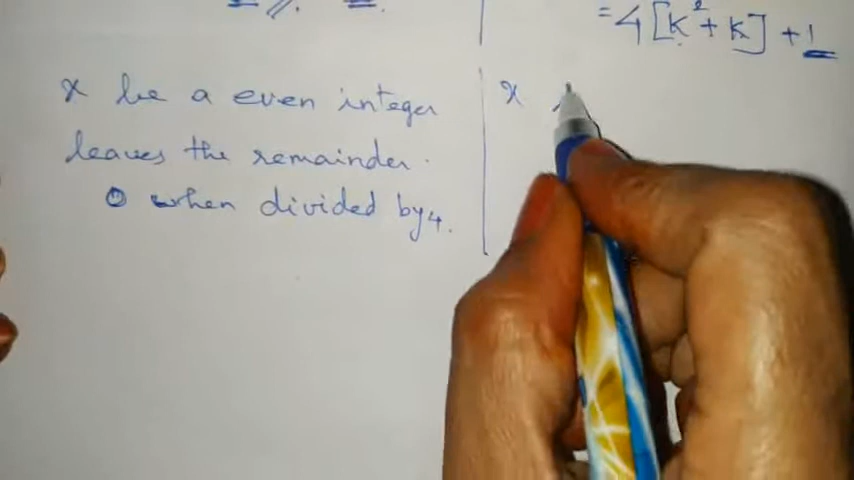 = 4 [K² + K] + 1
x be a even integer
leaves the remainder.
0 when divided by 4.
x